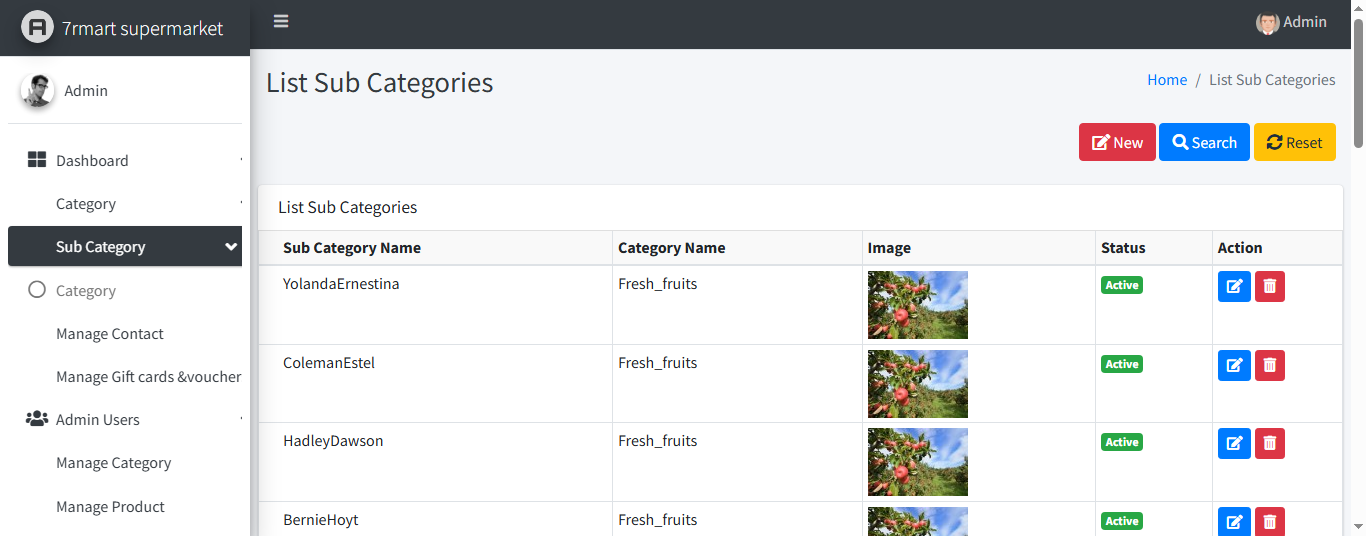 7rmart supermarket
Admin
Admin
List Sub Categories
Home / List Sub Categories
Dashboard
Category
Sub Category
Category
Manage Contact
Manage Gift cards &voucher
Admin Users
Manage Category
Manage Product
New
Search
Reset
List Sub Categories
Sub Category Name Category Name Image Status Action
YolandaErnestina Fresh_fruits Active
ColemanEstel Fresh_fruits Active
HadleyDawson Fresh_fruits Active
BernieHoyt Fresh_fruits Active